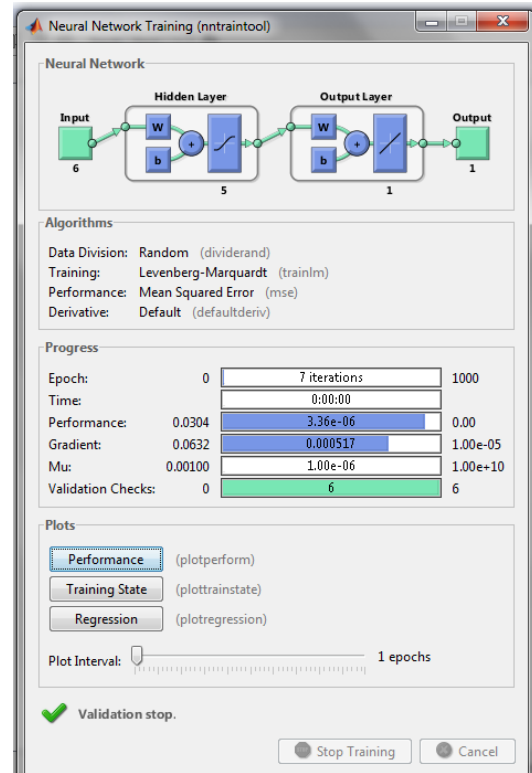 Neural Network Training (nntraintool)
Neural Network
Hidden Layer Output Layer
Input Output
W W
+ +
b b
6 5 1 1
Algorithms
Data Division: Random (dividerand)
Training: Levenberg-Marquardt (trainlm)
Performance: Mean Squared Error (mse)
Derivative: Default (defaultderiv)
Progress
Epoch: 0 7 iterations 1000
Time: 0:00:00
Performance: 0.0304 3.36e-06 0.00
Gradient: 0.0632 0.000517 1.00e-05
Mu: 0.00100 1.00e-06 1.00e+10
Validation Checks: 0 6 6
Plots
Performance (plotperform)
Training State (plottrainstate)
Regression (plotregression)
Plot Interval: 1 epochs
Validation stop.
Stop Training Cancel